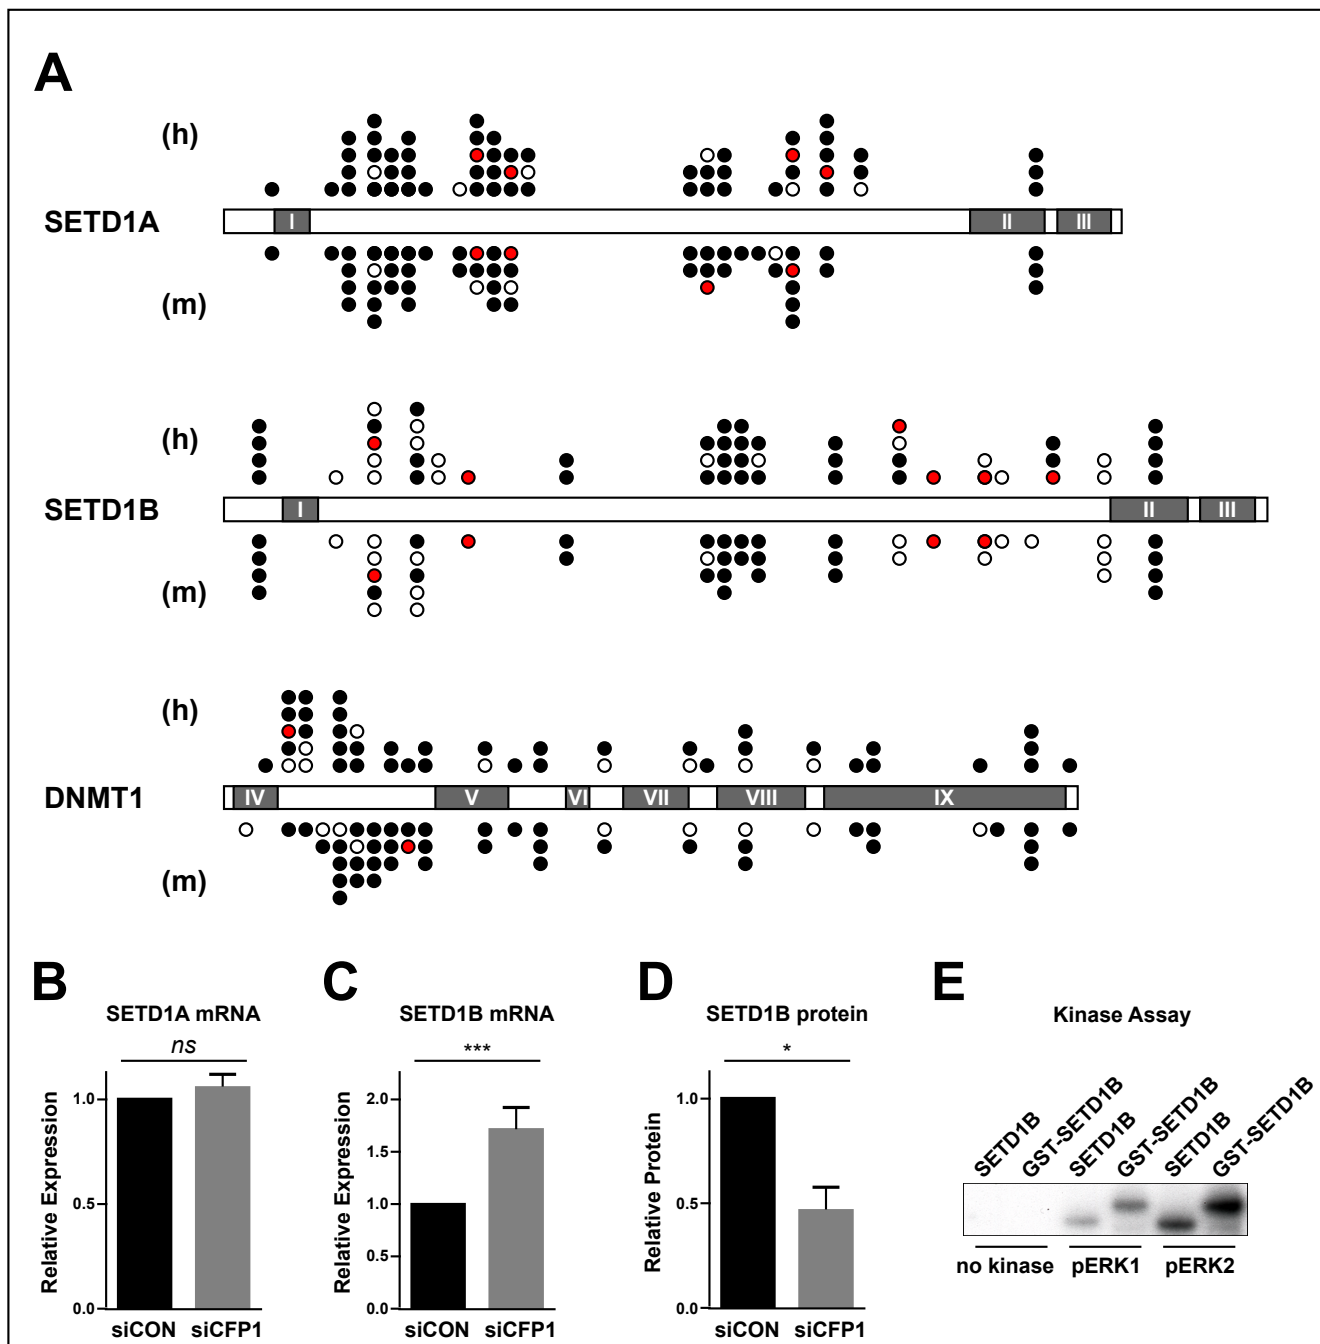 A
(h)
SETD1A
I
II
III
(m)
(h)
SETD1B
I
II
III
(m)
(h)
DNMT1
IV
V
VI
VII
VIII
IX
(m)
B
SETD1A mRNA
ns
Relative Expression
1.0
0.5
0.0
siCON siCFP1
C
SETD1B mRNA
***
Relative Expression
2.0
1.5
1.0
0.5
0.0
siCON siCFP1
D
SETD1B protein
*
Relative Protein
1.0
0.5
0.0
siCON siCFP1
E
Kinase Assay
SETD1B
GST-SETD1B
SETD1B
GST-SETD1B
SETD1B
GST-SETD1B
no kinase pERK1 pERK2